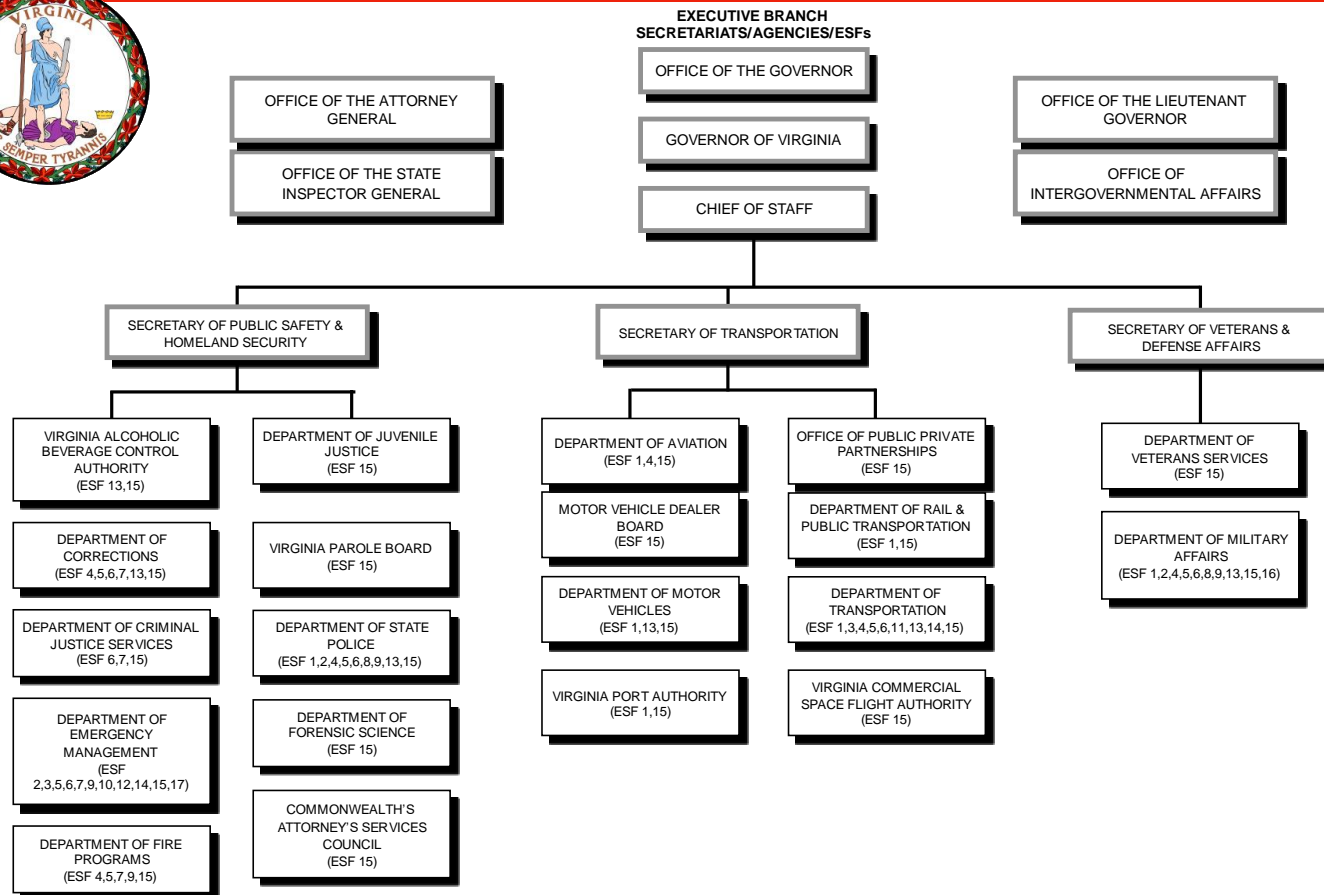 VIRGINIA
SEMPER TYRANNIS
EXECUTIVE BRANCH
SECRETARIATS/AGENCIES/ESFs
OFFICE OF THE GOVERNOR
OFFICE OF THE ATTORNEY
GENERAL
OFFICE OF THE LIEUTENANT
GOVERNOR
GOVERNOR OF VIRGINIA
OFFICE OF THE STATE
INSPECTOR GENERAL
OFFICE OF
INTERGOVERNMENTAL AFFAIRS
CHIEF OF STAFF
SECRETARY OF PUBLIC SAFETY &
HOMELAND SECURITY
SECRETARY OF TRANSPORTATION
SECRETARY OF VETERANS &
DEFENSE AFFAIRS
VIRGINIA ALCOHOLIC
BEVERAGE CONTROL
AUTHORITY
(ESF 13,15)
DEPARTMENT OF JUVENILE
JUSTICE
(ESF 15)
DEPARTMENT OF AVIATION
(ESF 1,4,15)
OFFICE OF PUBLIC PRIVATE
PARTNERSHIPS
(ESF 15)
DEPARTMENT OF
VETERANS SERVICES
(ESF 15)
DEPARTMENT OF
CORRECTIONS
(ESF 4,5,6,7,13,15)
VIRGINIA PAROLE BOARD
(ESF 15)
MOTOR VEHICLE DEALER
BOARD
(ESF 15)
DEPARTMENT OF RAIL &
PUBLIC TRANSPORTATION
(ESF 1,15)
DEPARTMENT OF MILITARY
AFFAIRS
(ESF 1,2,4,5,6,8,9,13,15,16)
DEPARTMENT OF CRIMINAL
JUSTICE SERVICES
(ESF 6,7,15)
DEPARTMENT OF STATE
POLICE
(ESF 1,2,4,5,6,8,9,13,15)
DEPARTMENT OF MOTOR
VEHICLES
(ESF 1,13,15)
DEPARTMENT OF
TRANSPORTATION
(ESF 1,3,4,5,6,11,13,14,15)
DEPARTMENT OF
EMERGENCY
MANAGEMENT
(ESF
2,3,5,6,7,9,10,12,14,15,17)
DEPARTMENT OF
FORENSIC SCIENCE
(ESF 15)
VIRGINIA PORT AUTHORITY
(ESF 1,15)
VIRGINIA COMMERCIAL
SPACE FLIGHT AUTHORITY
(ESF 15)
DEPARTMENT OF FIRE
PROGRAMS
(ESF 4,5,7,9,15)
COMMONWEALTH'S
ATTORNEY'S SERVICES
COUNCIL
(ESF 15)